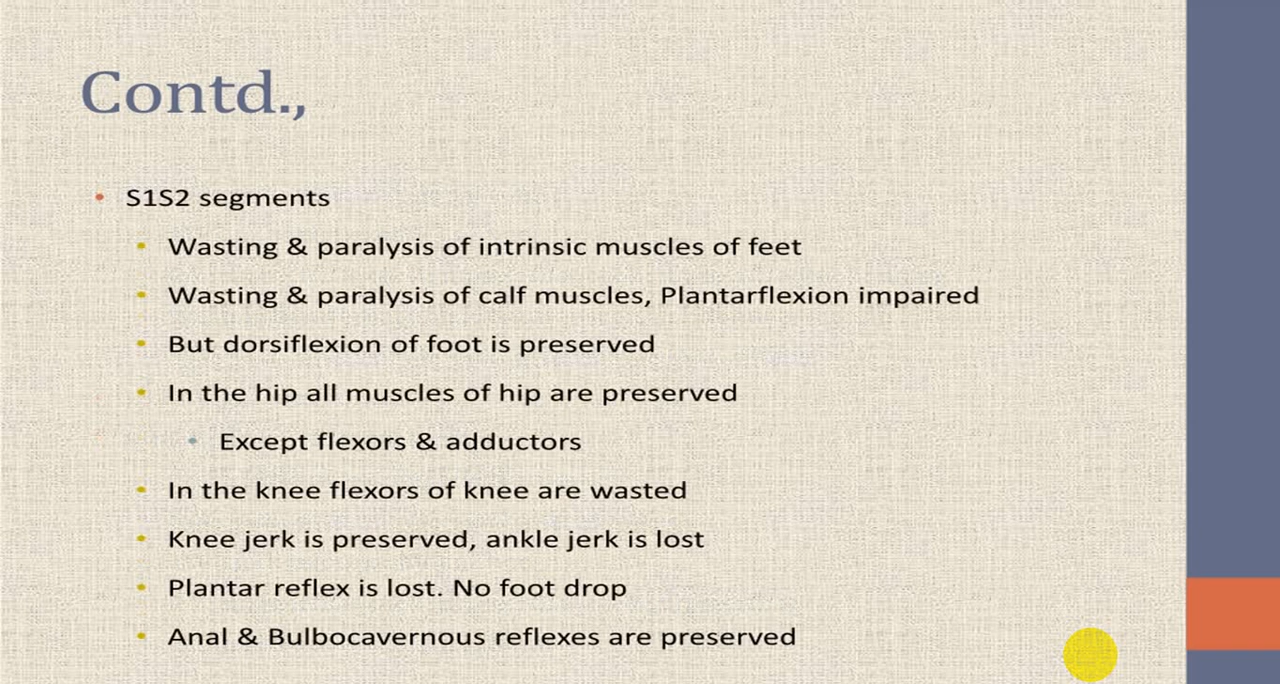 Contd.,
• S1S2 segments
• Wasting & paralysis of intrinsic muscles of feet
• Wasting & paralysis of calf muscles, Plantarflexion impaired
• But dorsiflexion of foot is preserved
• In the hip all muscles of hip are preserved
• Except flexors & adductors
• In the knee flexors of knee are wasted
• Knee jerk is preserved, ankle jerk is lost
• Plantar reflex is lost. No foot drop
• Anal & Bulbocavernous reflexes are preserved